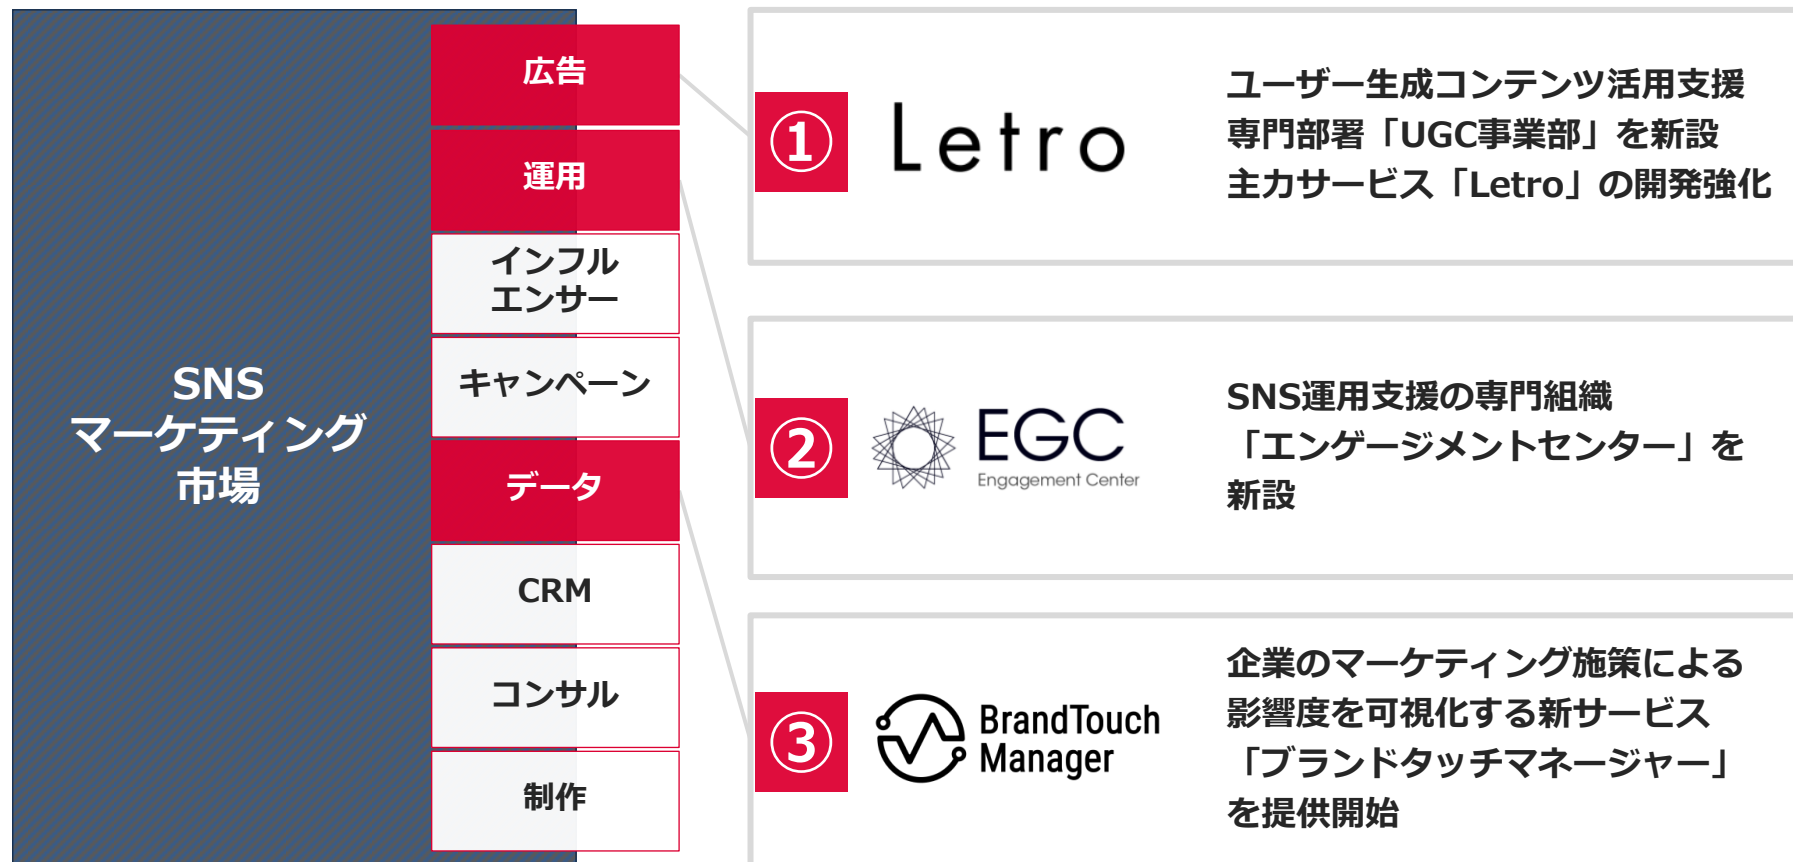 SNS
マーケティング
市場
広告
運用
インフル
エンサー
キャンペーン
データ
CRM
コンサル
制作
①
Letro
ユーザー生成コンテンツ活用支援
専門部署「UGC事業部」を新設
主力サービス「Letro」の開発強化
②
EGC
Engagement Center
SNS運用支援の専門組織
「エンゲージメントセンター」を
新設
③
BrandTouch
Manager
企業のマーケティング施策による
影響度を可視化する新サービス
「ブランドタッチマネージャー」
を提供開始